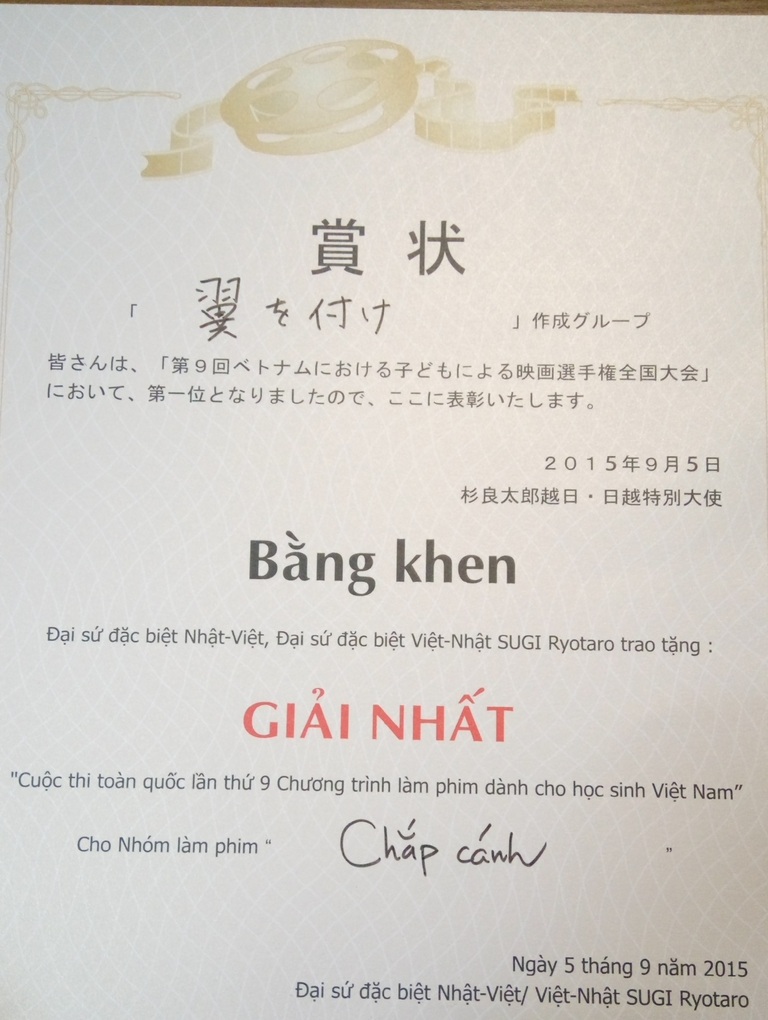 賞状
「翼を付け」作成グループ
皆さんは、「第９回ベトナムにおける子どもによる映画選手権全国大会」
において、第一位となりましたので、ここに表彰いたします。
２０１５年９月５日
杉良太郎越日・日越特別大使
Bằng khen
Đại sứ đặc biệt Nhật-Việt, Đại sứ đặc biệt Việt-Nhật SUGI Ryotaro trao tặng :
GIẢI NHẤT
"Cuộc thi toàn quốc lần thứ 9 Chương trình làm phim dành cho học sinh Việt Nam”
Cho Nhóm làm phim “ Chắp cánh ”
Ngày 5 tháng 9 năm 2015
Đại sứ đặc biệt Nhật-Việt/ Việt-Nhật SUGI Ryotaro